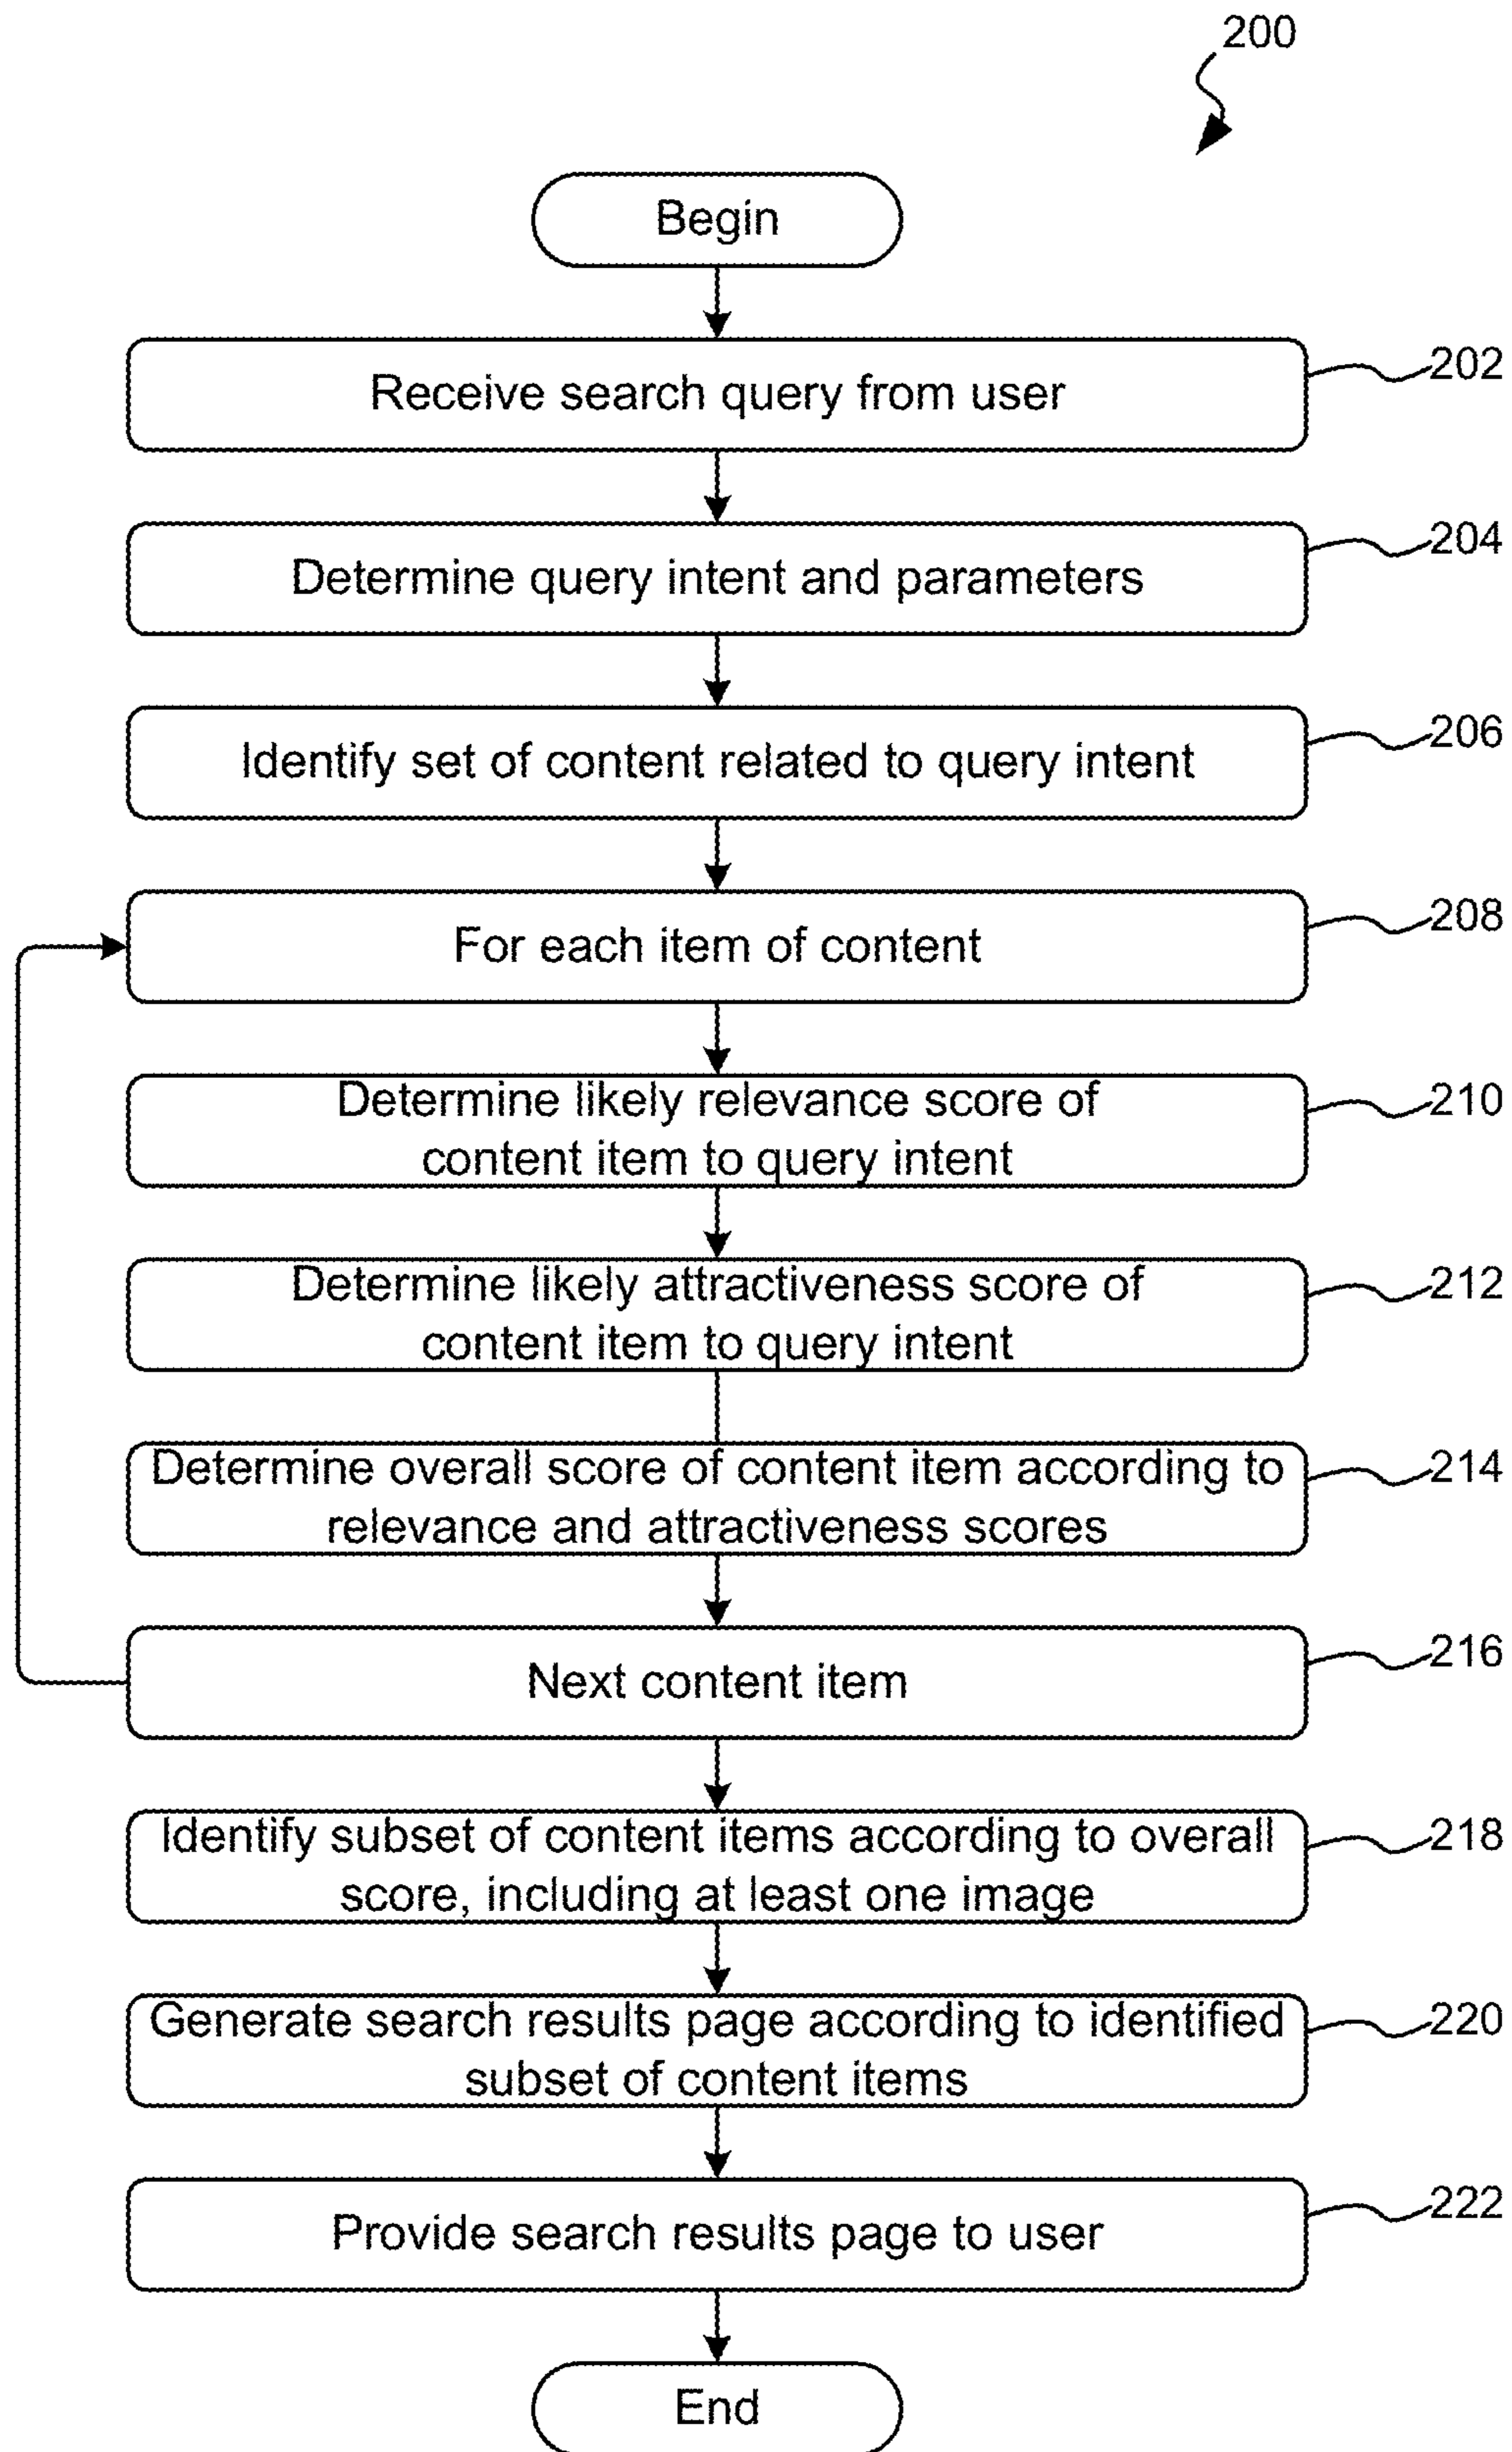 200
Begin
Receive search query from user
202
Determine query intent and parameters
204
Identify set of content related to query intent
206
For each item of content
208
Determine likely relevance score of
content item to query intent
210
Determine likely attractiveness score of
content item to query intent
212
Determine overall score of content item according to
relevance and attractiveness scores
214
Next content item
216
Identify subset of content items according to overall
score, including at least one image
218
Generate search results page according to identified
subset of content items
220
Provide search results page to user
222
End